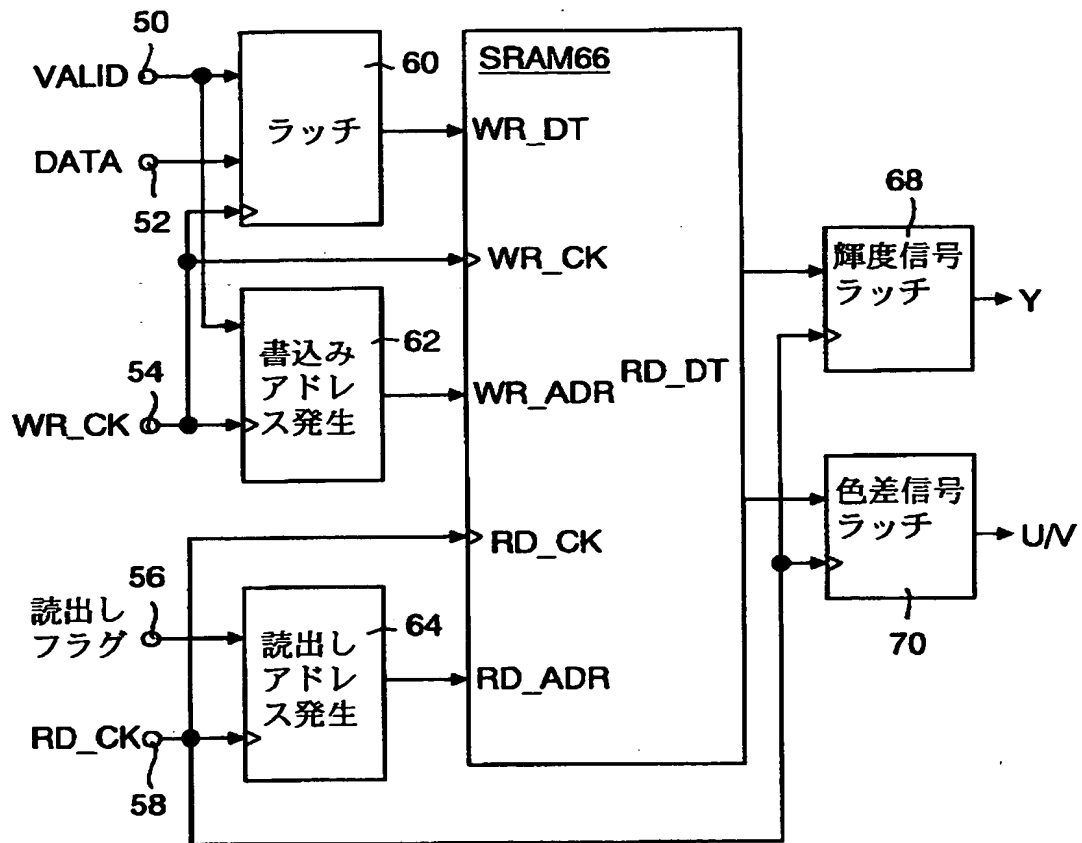 50
VALID
DATA
52
60
ラッチ
SRAM66
WR_DT
WR_CK
62
書込み
アドレ
ス発生
54
WR_CK
WR_ADR
RD_DT
68
輝度信号
ラッチ
Y
色差信号
ラッチ
U/V
70
RD_CK
56
読出し
フラグ
64
読出し
アドレ
ス発生
RD_ADR
RD_CK
58